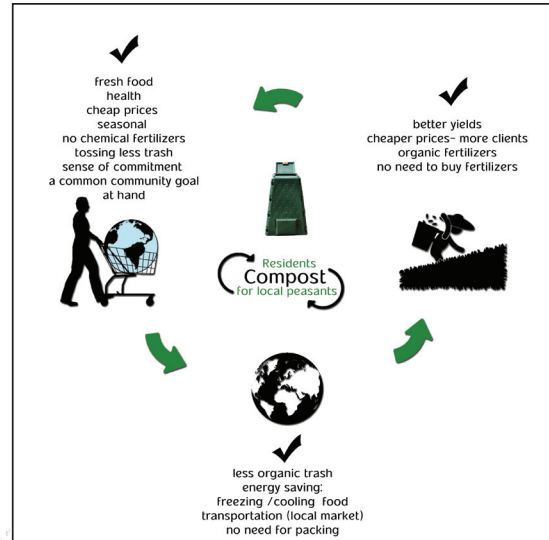 fresh food
health
cheap prices
seasonal
no chemical fertilizers
tossing less trash
sense of commitment
a common community goal
at hand
better yields
cheaper prices- more clients
organic fertilizers
no need to buy fertilizers
Residents
Compost
for local peasants
less organic trash
energy saving:
freezing /cooling food
transportation (local market)
no need for packing